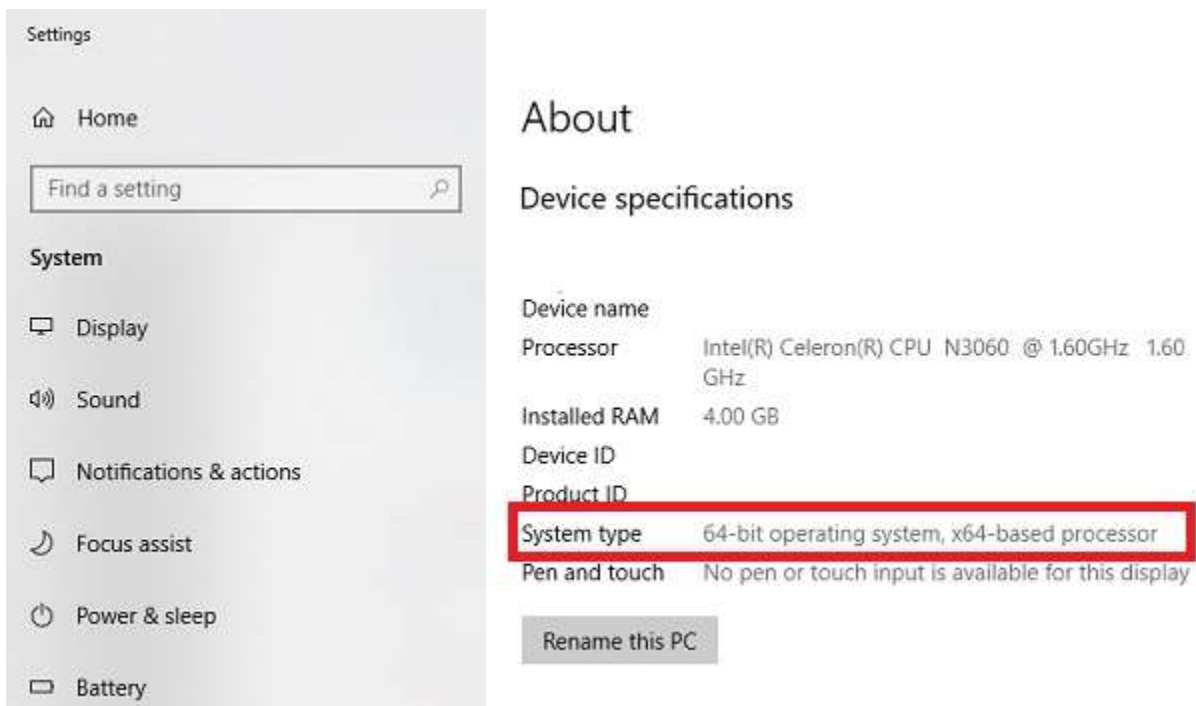 Settings
Home
Find a setting
System
Display
Sound
Notifications & actions
Focus assist
Power & sleep
Battery
About
Device specifications
Device name
Processor Intel(R) Celeron(R) CPU N3060 @ 1.60GHz 1.60
GHz
Installed RAM 4.00 GB
Device ID
Product ID
System type 64-bit operating system, x64-based processor
Pen and touch No pen or touch input is available for this display
Rename this PC